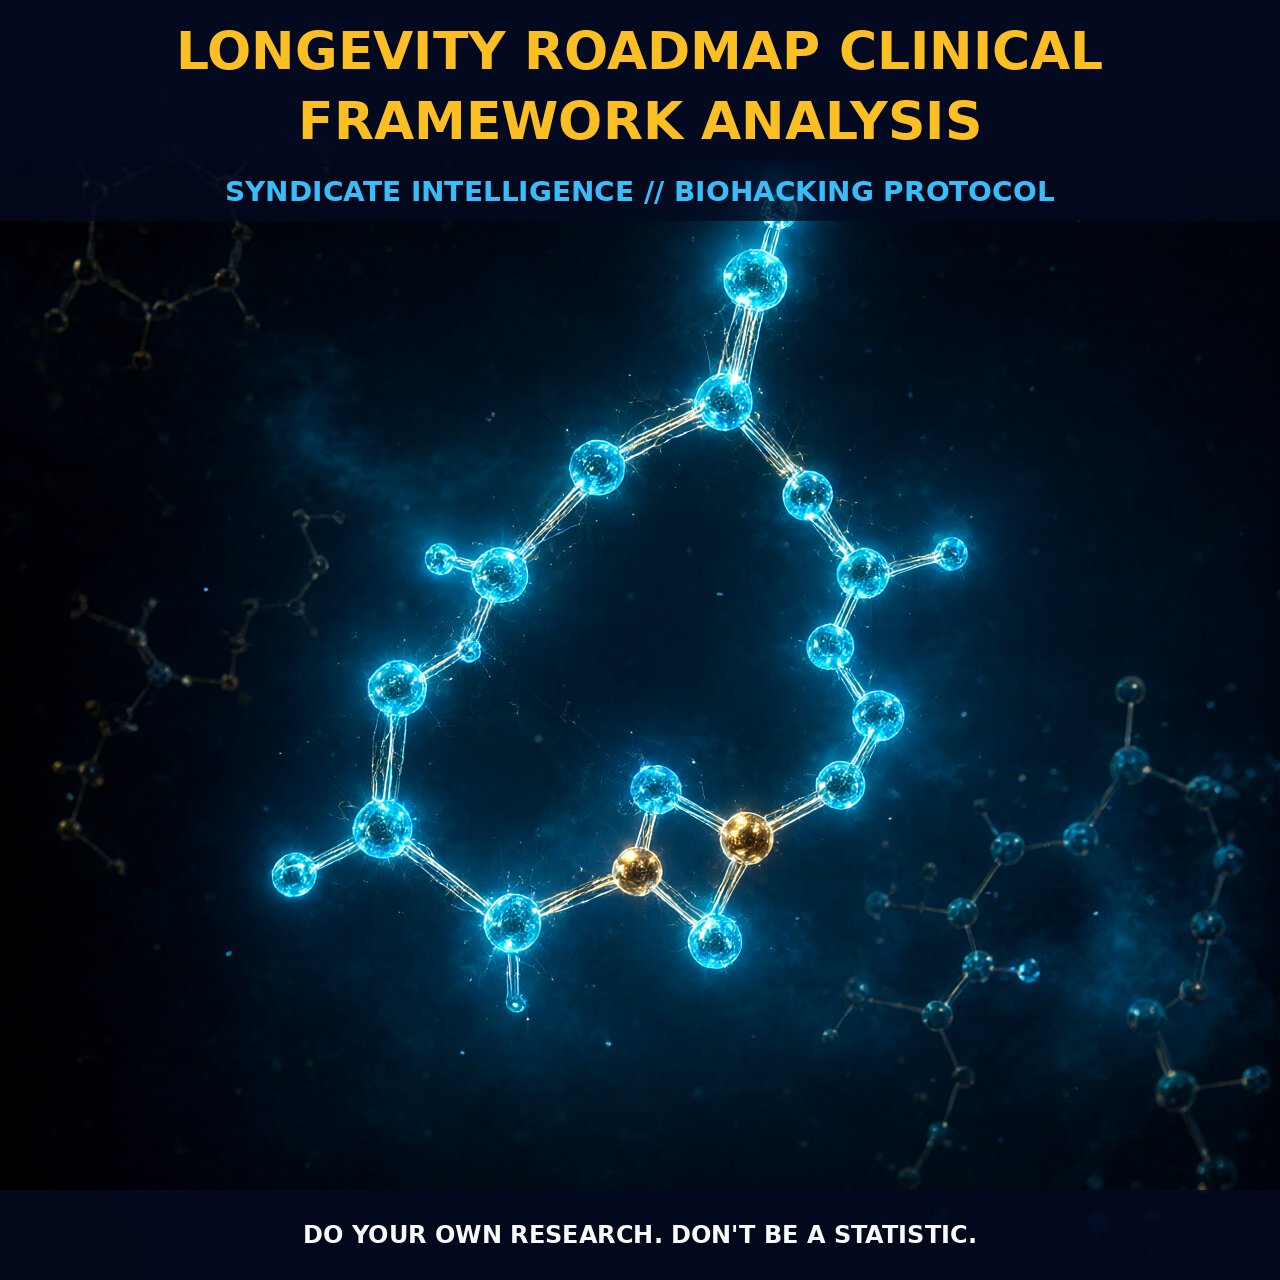 LONGEVITY ROADMAP CLINICAL
FRAMEWORK ANALYSIS
SYNDICATE INTELLIGENCE // BIOHACKING PROTOCOL
DO YOUR OWN RESEARCH. DON'T BE A STATISTIC.